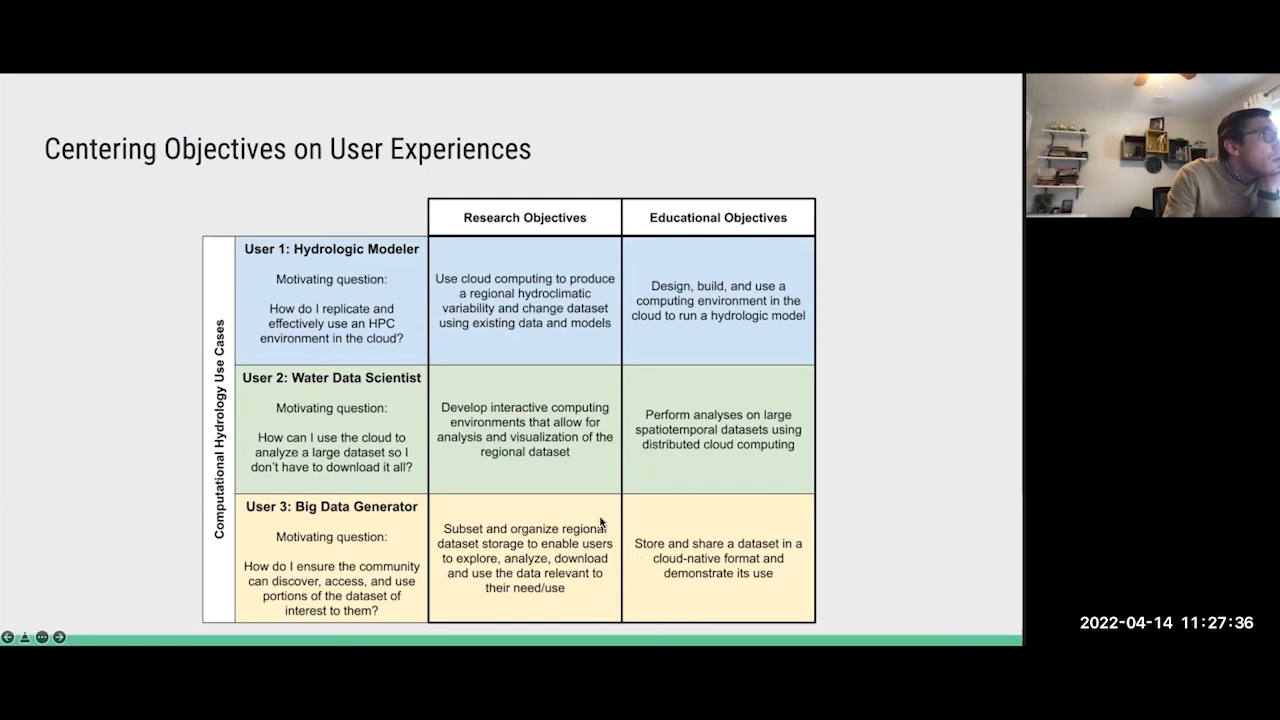 Centering Objectives on User Experiences
Research Objectives
Educational Objectives
Computational Hydrology Use Cases
User 1: Hydrologic Modeler
Motivating question:
How do I replicate and
effectively use an HPC
environment in the cloud?
Use cloud computing to produce
a regional hydroclimatic
variability and change dataset
using existing data and models
Design, build, and use a
computing environment in the
cloud to run a hydrologic model
User 2: Water Data Scientist
Motivating question:
How can I use the cloud to
analyze a large dataset so I
don't have to download it all?
Develop interactive computing
environments that allow for
analysis and visualization of the
regional dataset
Perform analyses on large
spatiotemporal datasets using
distributed cloud computing
User 3: Big Data Generator
Motivating question:
How do I ensure the community
can discover, access, and use
portions of the dataset of
interest to them?
Subset and organize regional
dataset storage to enable users
to explore, analyze, download
and use the data relevant to
their need/use
Store and share a dataset in a
cloud-native format and
demonstrate its use
2022-04-14 11:27:36